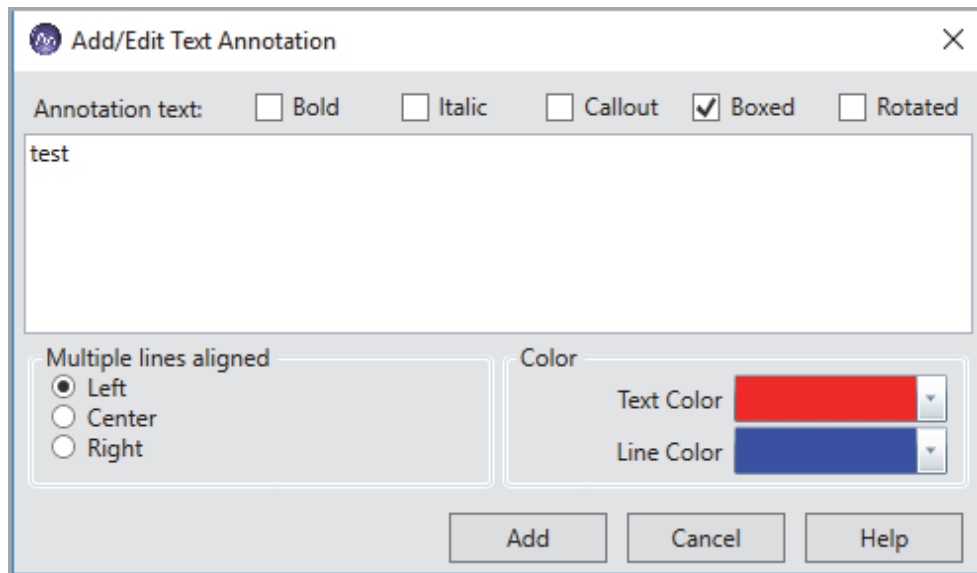 Add/Edit Text Annotation
Annotation text: Bold Italic Callout Boxed Rotated
test
Multiple lines aligned
Left
Center
Right
Color
Text Color
Line Color
Add Cancel Help